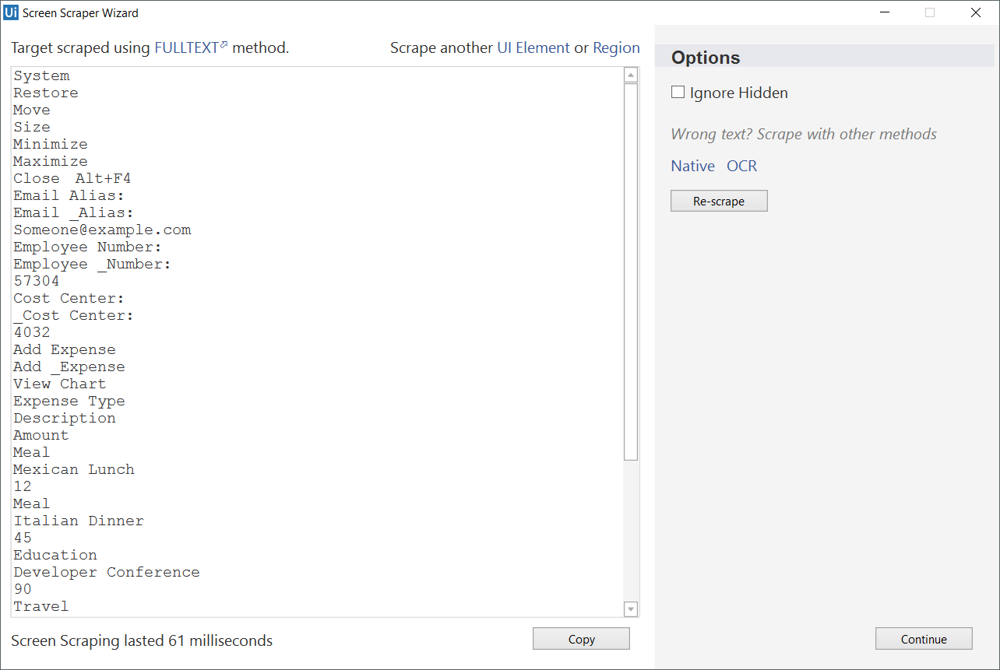 Ui Screen Scraper Wizard
Target scraped using FULLTEXT method.
Scrape another UI Element or Region
System
Restore
Move
Size
Minimize
Maximize
Close Alt+F4
Email Alias:
Email _Alias:
Someone@example.com
Employee Number:
Employee _Number:
57304
Cost Center:
_Cost Center:
4032
Add Expense
Add _Expense
View Chart
Expense Type
Description
Amount
Meal
Mexican Lunch
12
Meal
Italian Dinner
45
Education
Developer Conference
90
Travel
Screen Scraping lasted 61 milliseconds
Copy
Options
Ignore Hidden
Wrong text? Scrape with other methods
Native OCR
Re-scrape
Continue